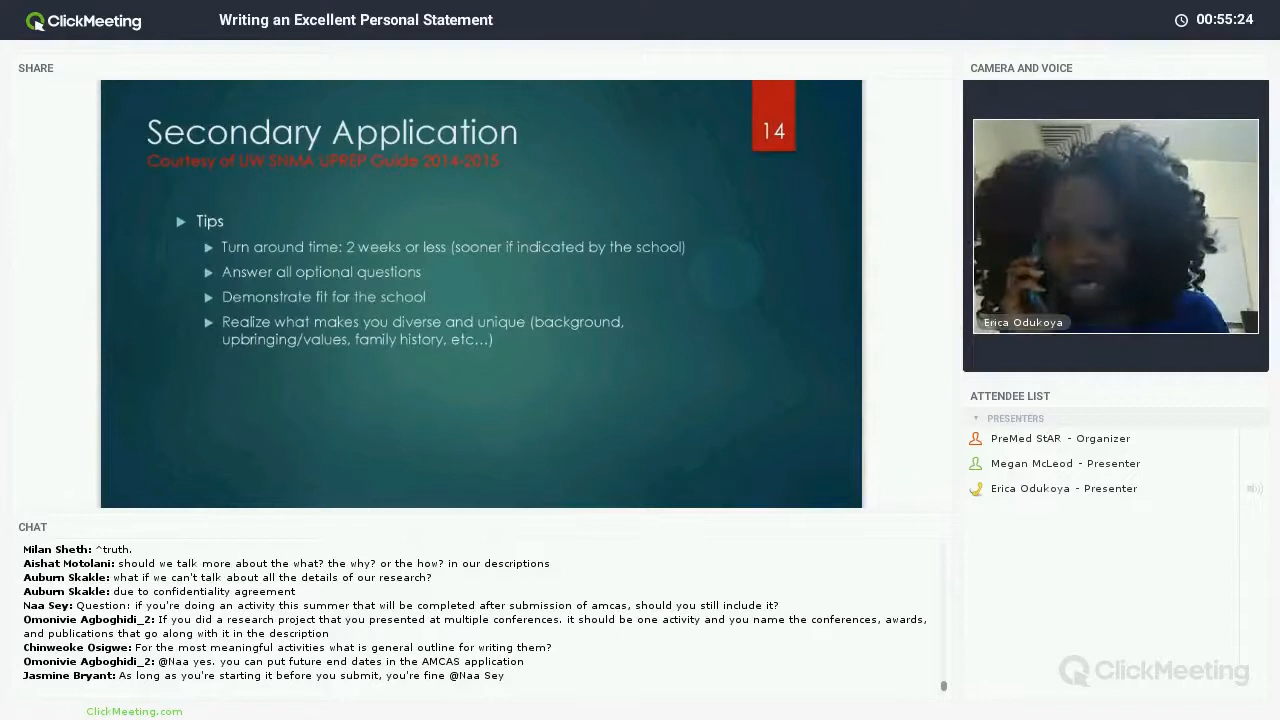 ClickMeeting
Writing an Excellent Personal Statement
00:55:24
SHARE
Secondary Application
14
Courtesy of UW SNMA UPREP Guide 2014-2015
Tips
Turn around time: 2 weeks or less (sooner if indicated by the school)
Answer all optional questions
Demonstrate fit for the school
Realize what makes you diverse and unique (background,
upbringing/values, family history, etc...)
CAMERA AND VOICE
Erica Odukoya
ATTENDEE LIST
PRESENTERS
PreMed StAR - Organizer
Megan McLeod - Presenter
Erica Odukoya - Presenter
CHAT
Milan Sheth: ^truth.
Aishat Motolani: should we talk more about the what? the why? or the how? in our descriptions
Auburn Skakle: what if we can't talk about all the details of our research?
Auburn Skakle: due to confidentiality agreement
Naa Sey: Question: if you're doing an activity this summer that will be completed after submission of amcas, should you still include it?
Omonivie Agboghidi_2: If you did a research project that you presented at multiple conferences. it should be one activity and you name the conferences, awards,
and publications that go along with it in the description
Chinweoke Osigwe: For the most meaningful activities what is general outline for writing them?
Omonivie Agboghidi_2: @Naa yes. you can put future end dates in the AMCAS application
Jasmine Bryant: As long as you're starting it before you submit, you're fine @Naa Sey
ClickMeeting
ClickMeeting.com